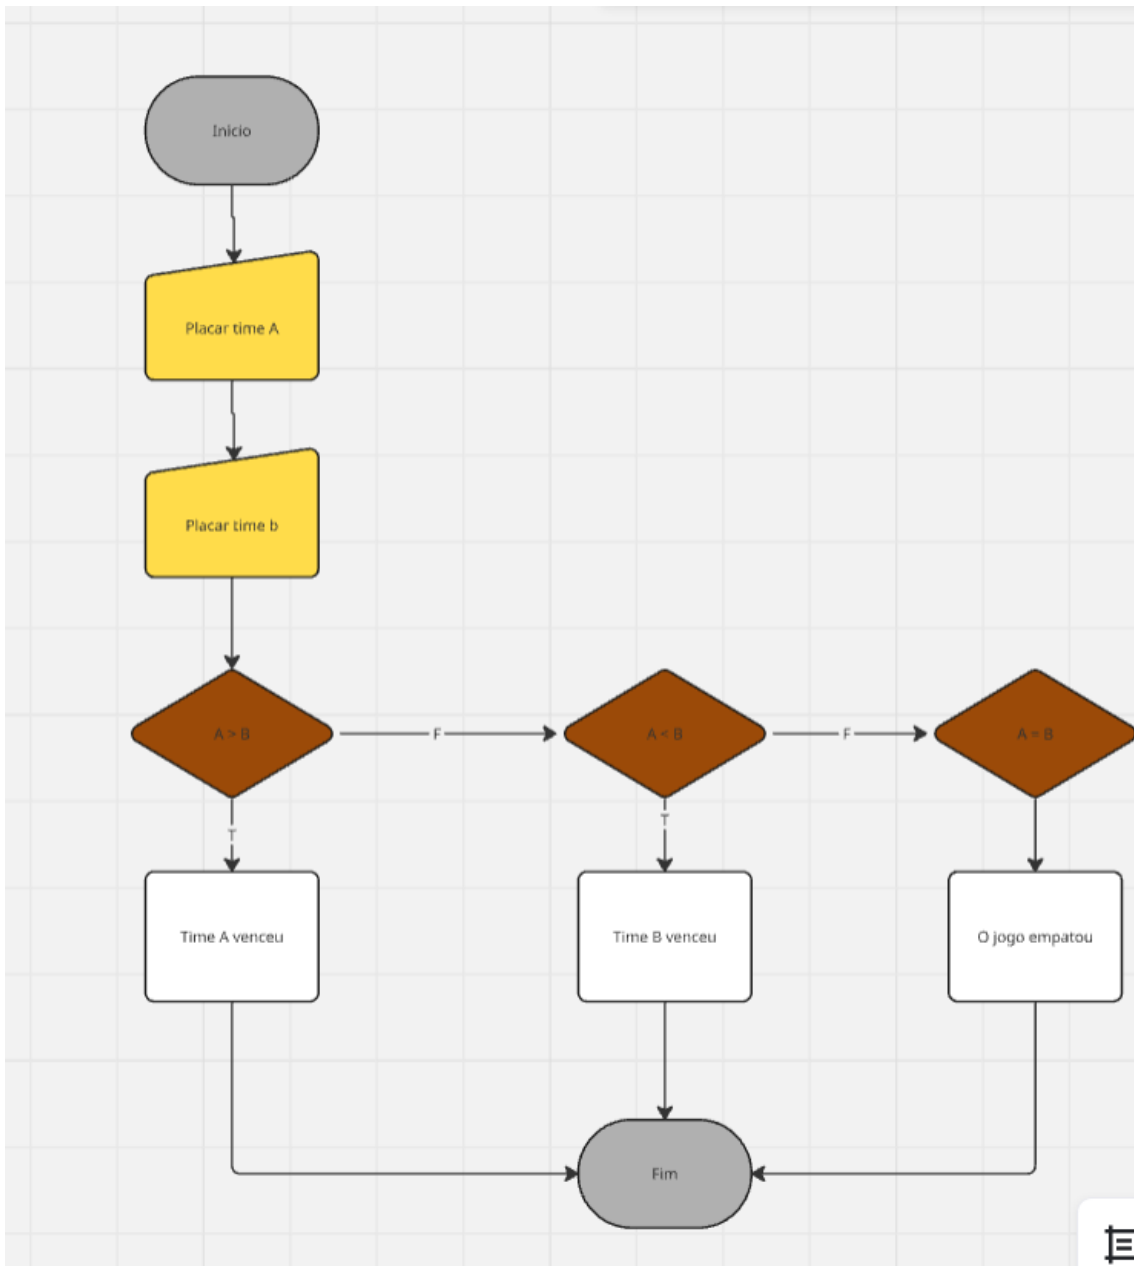 Inicio
Placar time A
Placar time b
A > B
F
A < B
F
A = B
T
T
Time A venceu
Time B venceu
O jogo empatou
Fim